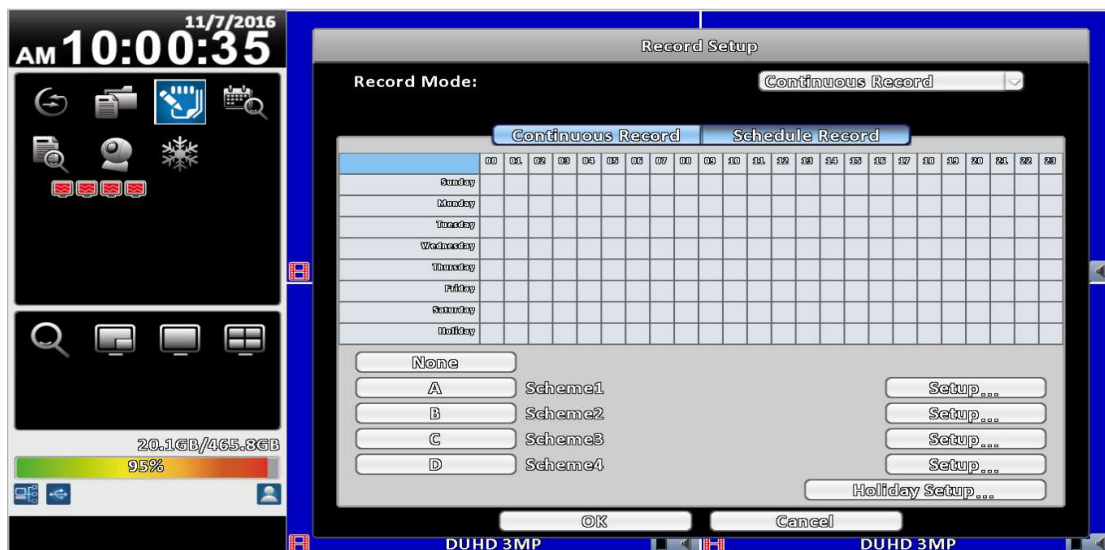 11/7/2016
AM 10:00:35
20.1GB/465.8GB
95%
Record Setup
Record Mode: Continuous Record
Continuous Record Schedule Record
00 01 02 03 04 05 06 07 08 09 10 11 12 13 14 15 16 17 18 19 20 21 22 23
Sunday
Monday
Tuesday
Wednesday
Thursday
Friday
Saturday
Holiday
None
A Scheme1 Setup...
B Scheme2 Setup...
C Scheme3 Setup...
D Scheme4 Setup...
Holiday Setup...
OK Cancel
DUHD 3MP DUHD 3MP